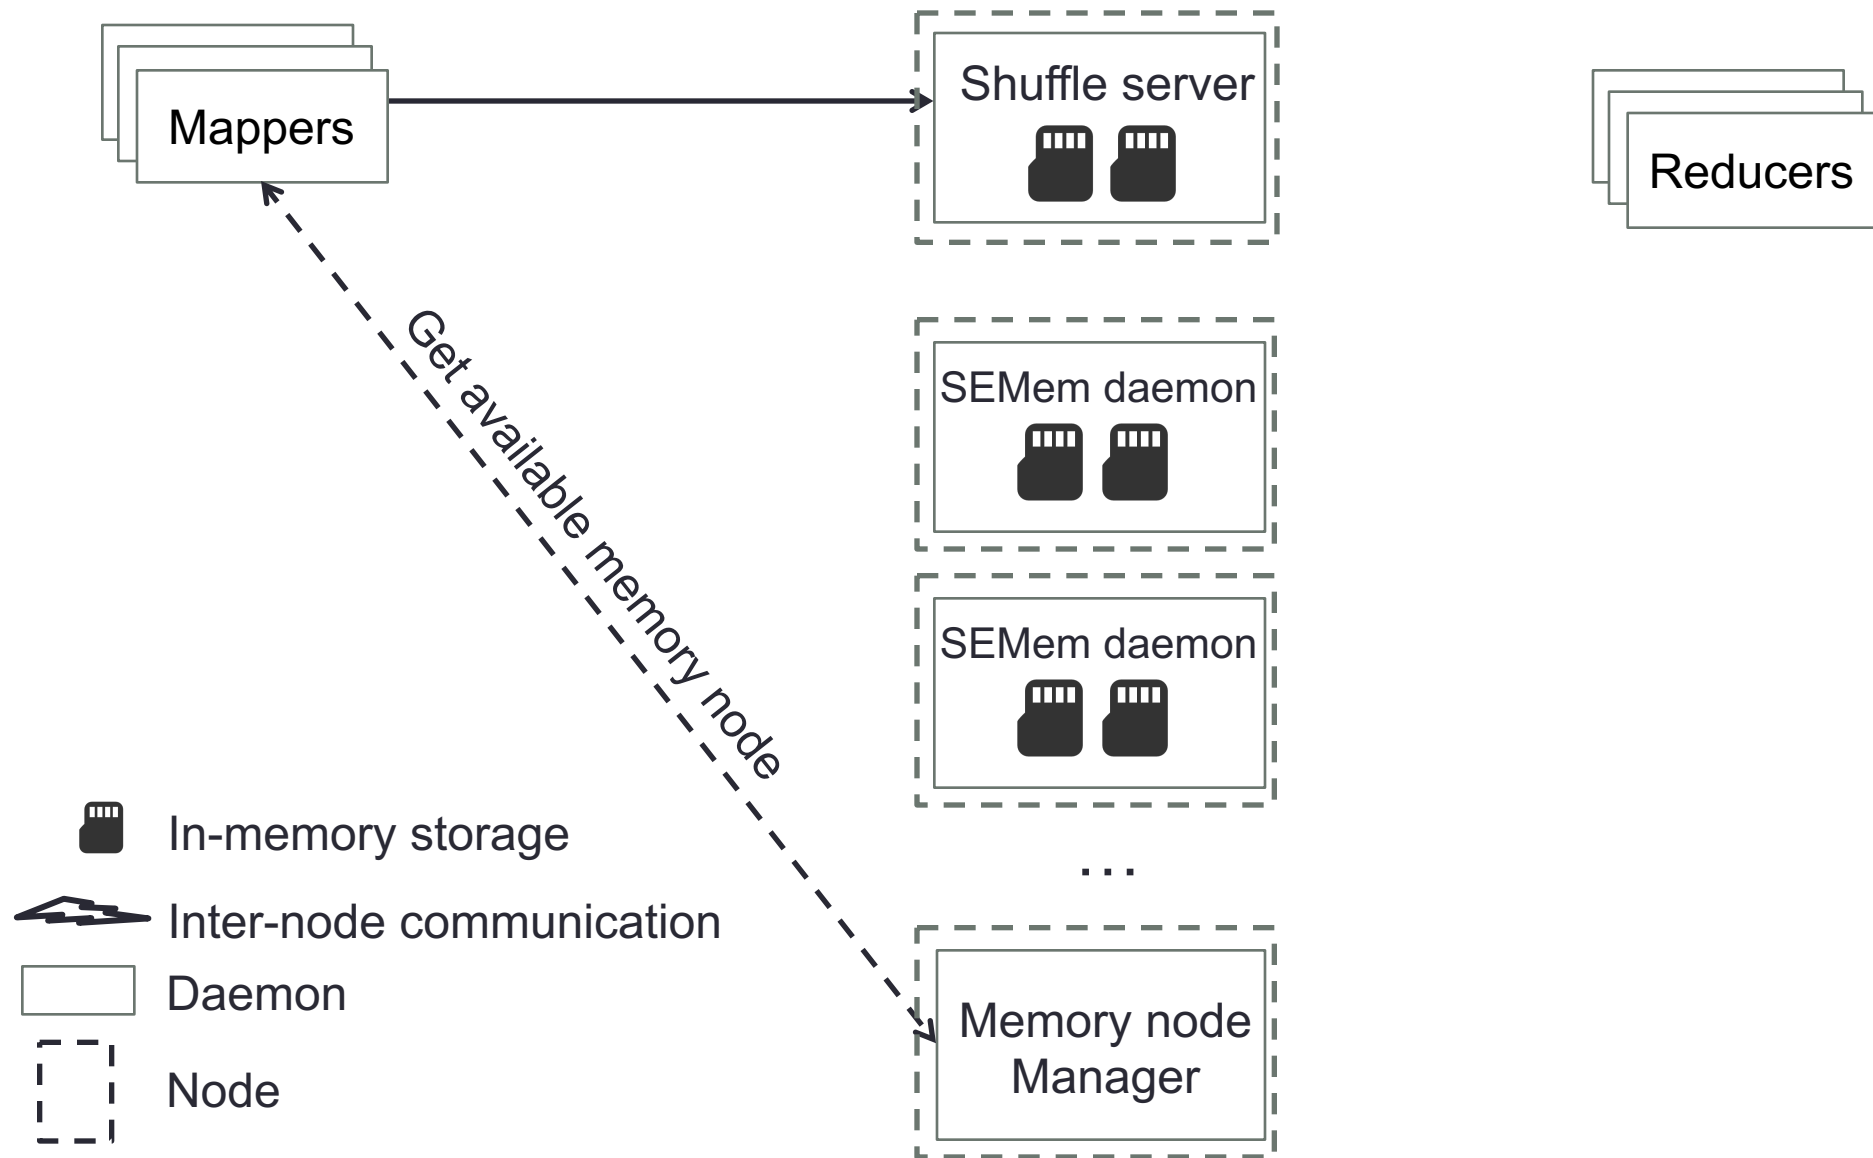 Mappers
Shuffle server
Reducers
Get available memory node
SEMem daemon
SEMem daemon
...
In-memory storage
Inter-node communication
Daemon
Node
Memory node
Manager